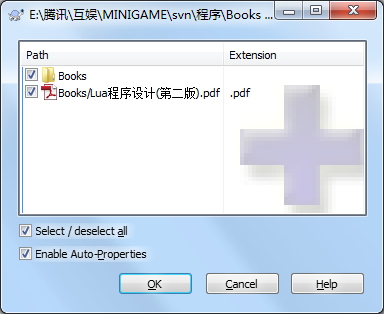 E:\腾讯\互娱\MINIGAME\svn\程序\Books ...
Path Extension
Books
Books/Lua程序设计(第二版).pdf .pdf
Select / deselect all
Enable Auto-Properties
OK Cancel Help